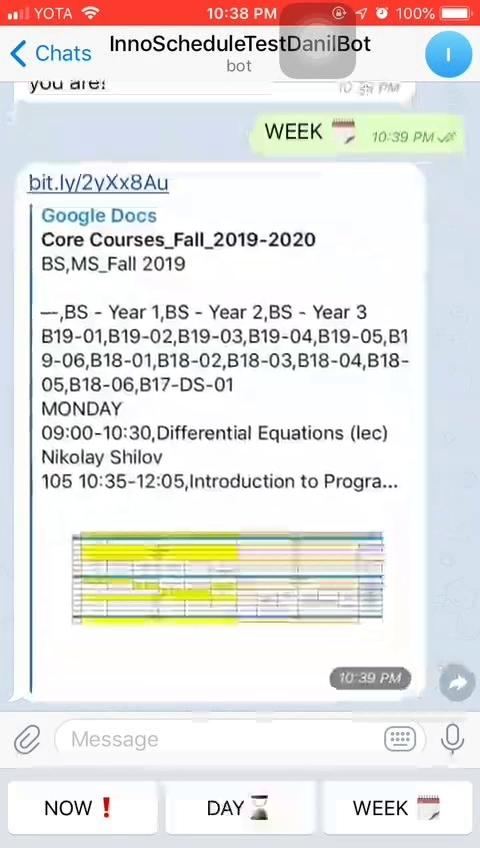 YOTA 10:38 PM 100%
Chats InnoScheduleTestDanilBot I
bot
you are!
WEEK 10:39 PM
bit.ly/2yXx8Au
Google Docs
Core Courses_Fall_2019-2020
BS,MS_Fall 2019
—,BS - Year 1,BS - Year 2,BS - Year 3
B19-01,B19-02,B19-03,B19-04,B19-05,B1
9-06,B18-01,B18-02,B18-03,B18-04,B18-
05,B18-06,B17-DS-01
MONDAY
09:00-10:30,Differential Equations (lec)
Nikolay Shilov
105 10:35-12:05,Introduction to Progra...
10:39 PM
Message
NOW❗ DAY⏳ WEEK🗓